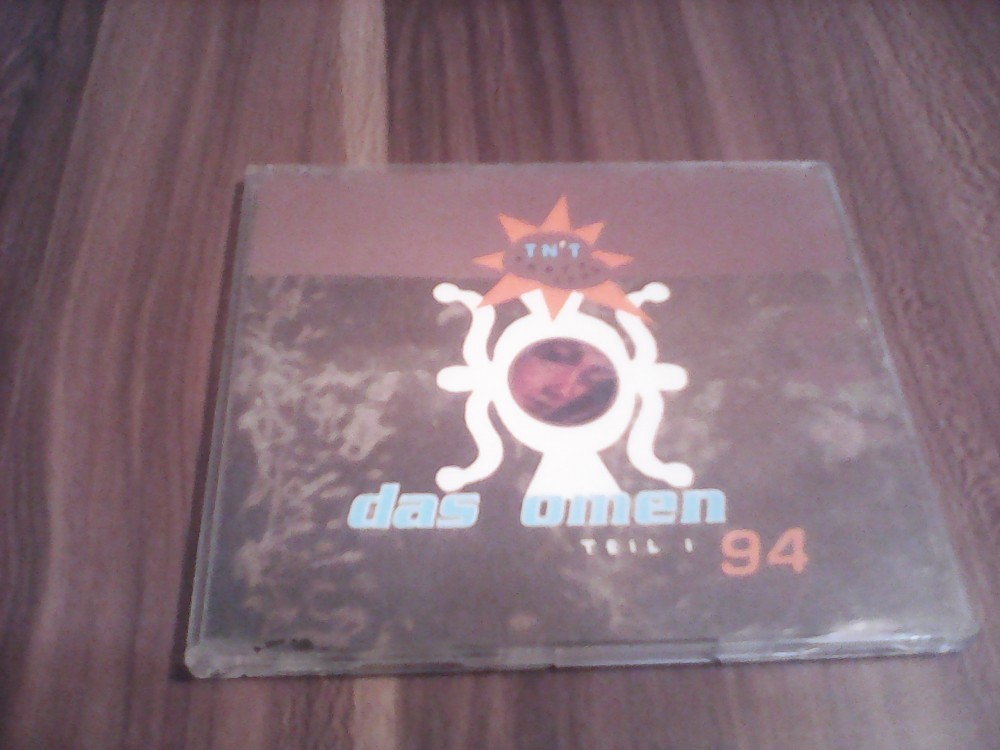 TN'T
das omen
TEIL I 94